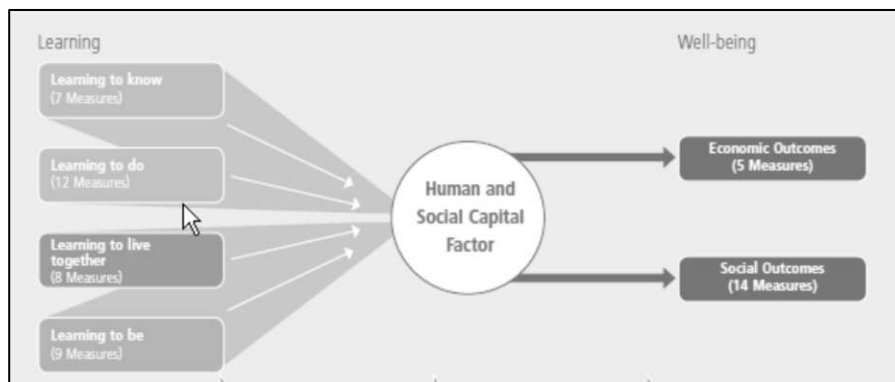 Learning
Well-being
Learning to know
(7 Measures)
Learning to do
(12 Measures)
Learning to live
together
(8 Measures)
Learning to be
(9 Measures)
Human and
Social Capital
Factor
Economic Outcomes
(5 Measures)
Social Outcomes
(14 Measures)